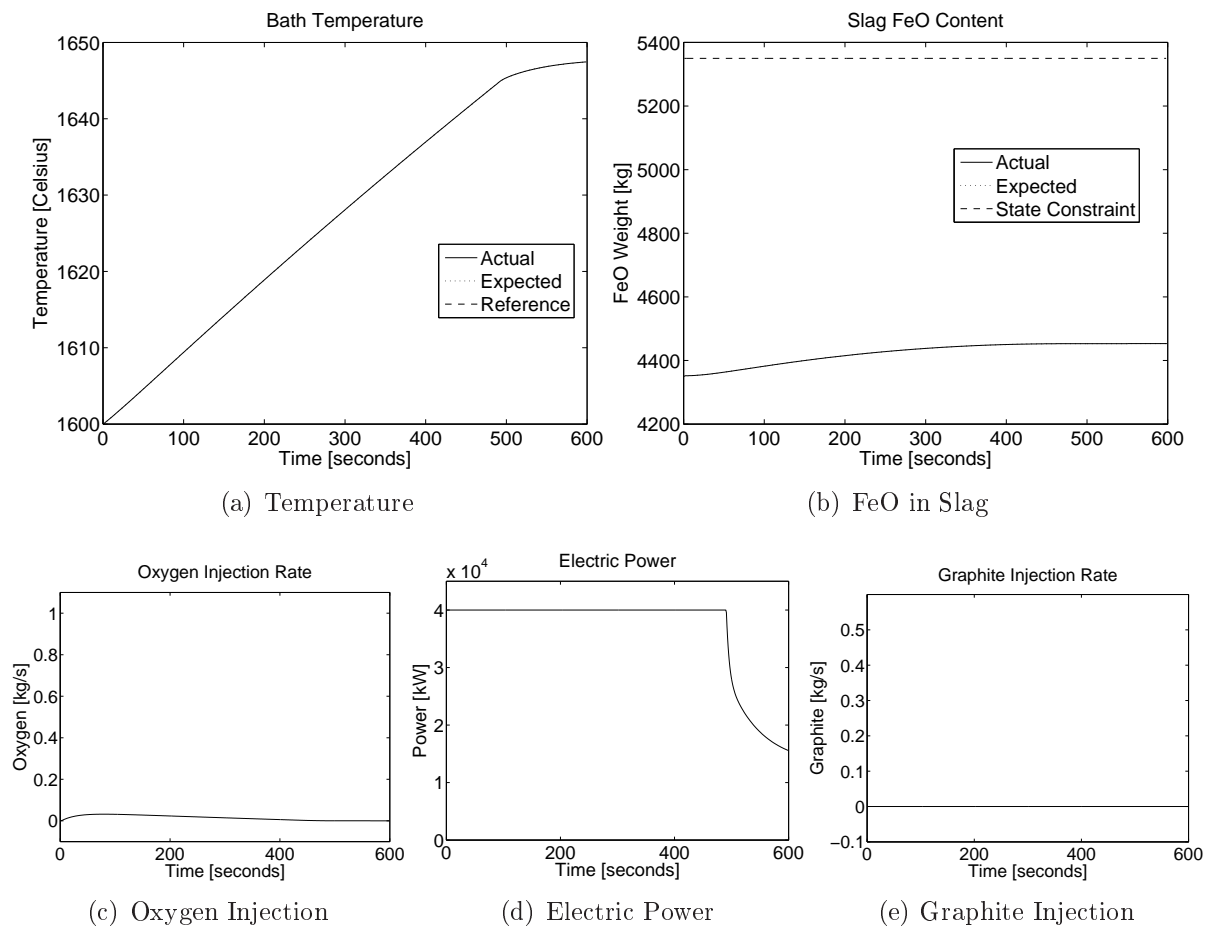 Bath Temperature
1650
1640
1630
1620
1610
1600
Temperature [Celsius]
Actual
Expected
Reference
0 100 200 300 400 500 600
Time [seconds]
(a) Temperature
Slag FeO Content
5400
5200
5000
4800
4600
4400
4200
FeO Weight [kg]
Actual
Expected
State Constraint
0 100 200 300 400 500 600
Time [seconds]
(b) FeO in Slag
Oxygen Injection Rate
1
0.8
0.6
0.4
0.2
0
Oxygen [kg/s]
0 200 400 600
Time [seconds]
(c) Oxygen Injection
Electric Power
x 10^4
4
3
2
1
0
Power [kW]
0 200 400 600
Time [seconds]
(d) Electric Power
Graphite Injection Rate
0.5
0.4
0.3
0.2
0.1
0
−0.1
Graphite [kg/s]
0 200 400 600
Time [seconds]
(e) Graphite Injection